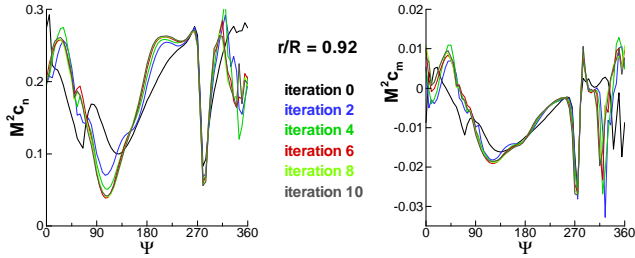 0.3
0.2
0.1
0
M²cn
0 90 180 270 360
Ψ
r/R = 0.92
iteration 0
iteration 2
iteration 4
iteration 6
iteration 8
iteration 10
0.02
0.01
0
-0.01
-0.02
-0.03
M²cm
0 90 180 270 360
Ψ